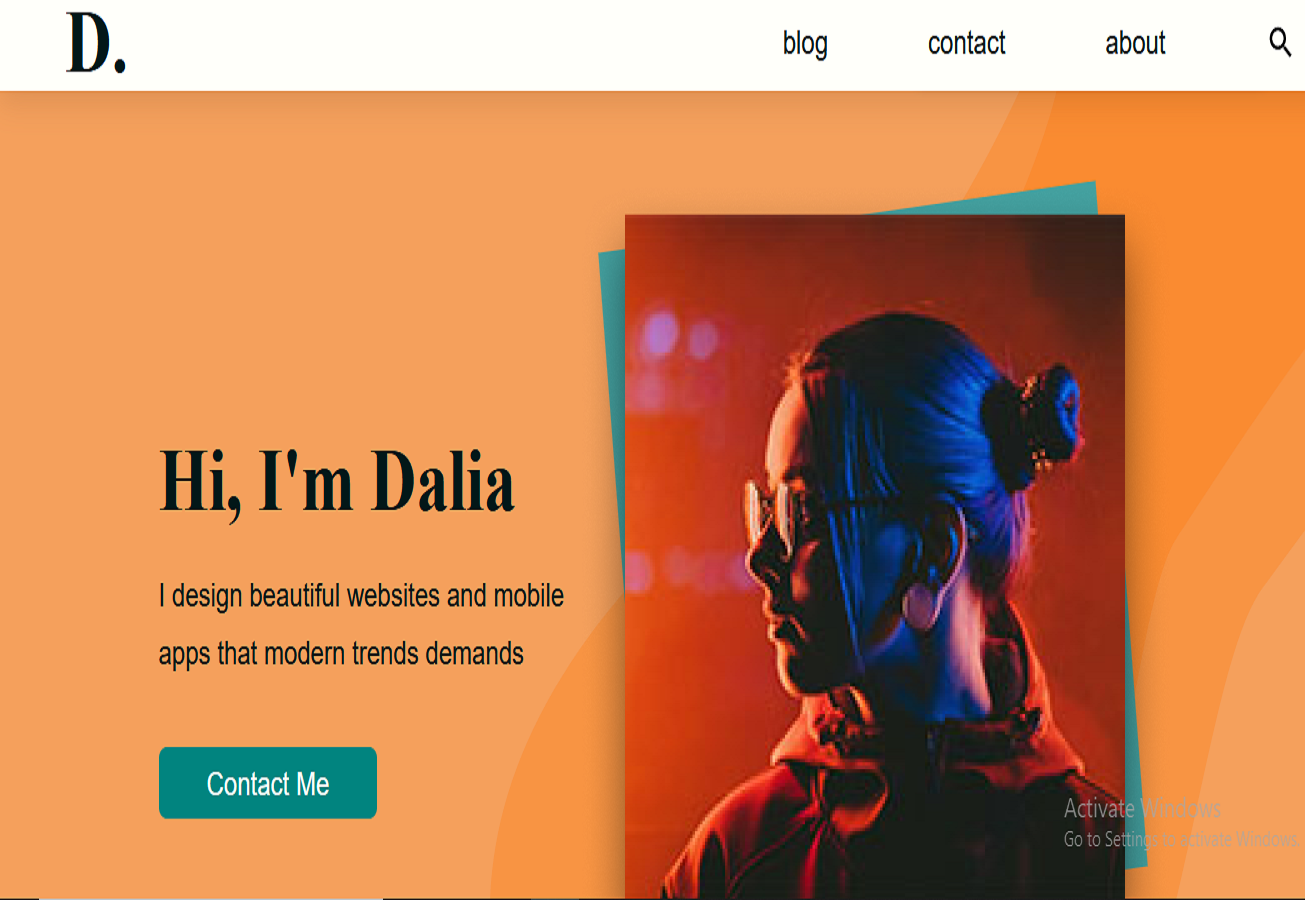 D.
blog contact about
Hi, I'm Dalia
I design beautiful websites and mobile
apps that modern trends demands
Contact Me
Activate Windows
Go to Settings to activate Windows.